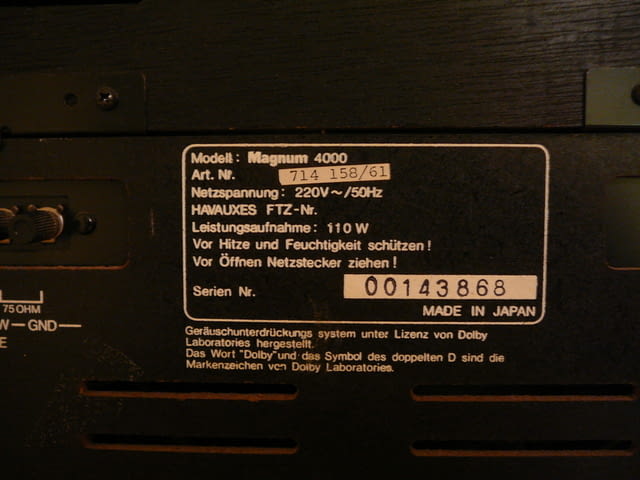 Modell: Magnum 4000
Art. Nr. 714 158/61
Netzspannung: 220V~/50Hz
HAVAUXES FTZ-Nr.
Leistungsaufnahme: 110 W
Vor Hitze und Feuchtigkeit schützen!
Vor Öffnen Netzstecker ziehen!
Serien Nr. 00143868
MADE IN JAPAN
Geräuschunterdrückungs system unter Lizenz von Dolby
Laboratories hergestellt.
Das Wort "Dolby" und das Symbol des doppelten D sind die
Markenzeichen von Dolby Laboratories.
75 OHM
GND